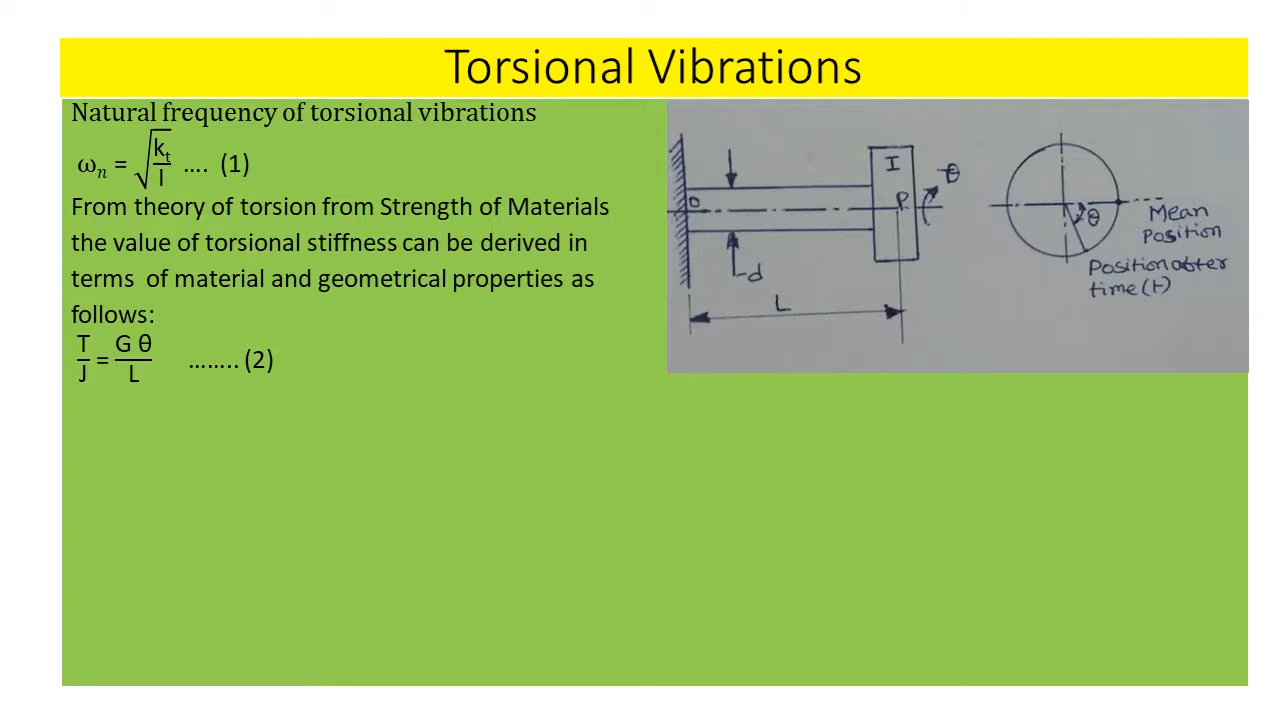 Torsional Vibrations
Natural frequency of torsional vibrations
ωₙ = √(kₜ/I) .... (1)
From theory of torsion from Strength of Materials
the value of torsional stiffness can be derived in
terms of material and geometrical properties as
follows:
T/J = G θ/L ........ (2)
I
θ
O
P
d
L
θ
Mean
Position
Position after
time (t)